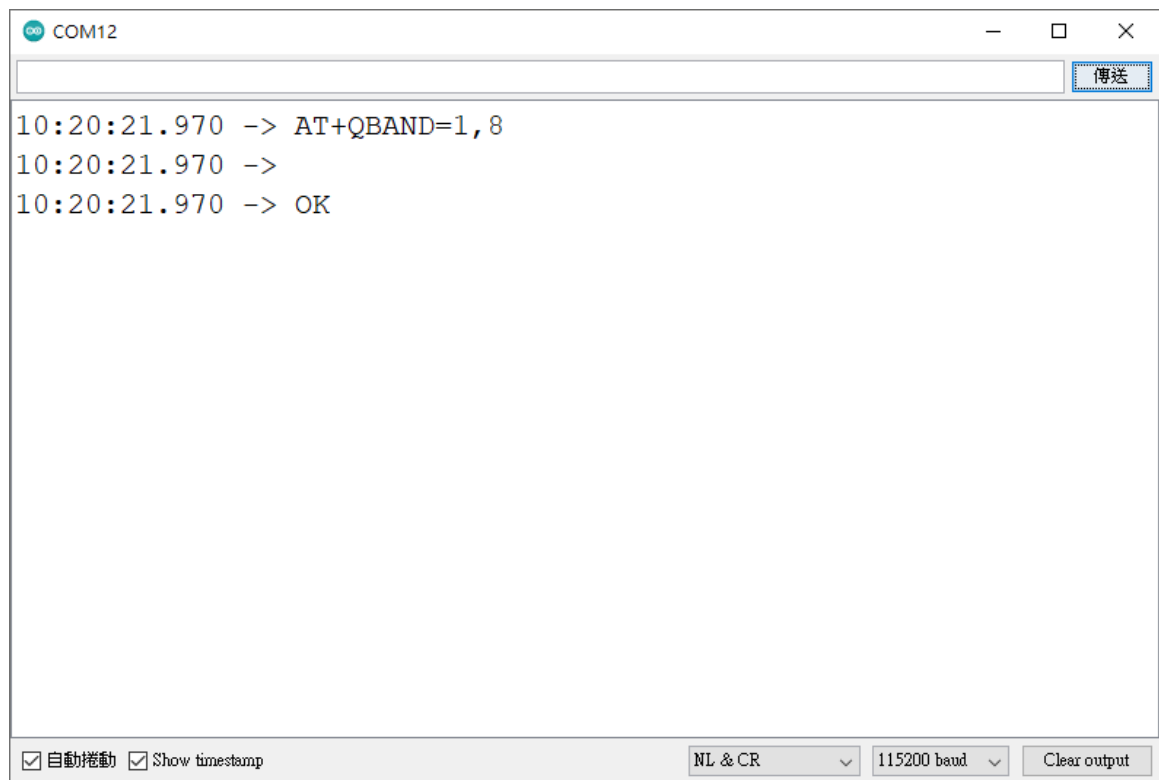 COM12
傳送
10:20:21.970 -> AT+QBAND=1,8
10:20:21.970 ->
10:20:21.970 -> OK
自動捲動 Show timestamp NL & CR 115200 baud Clear output